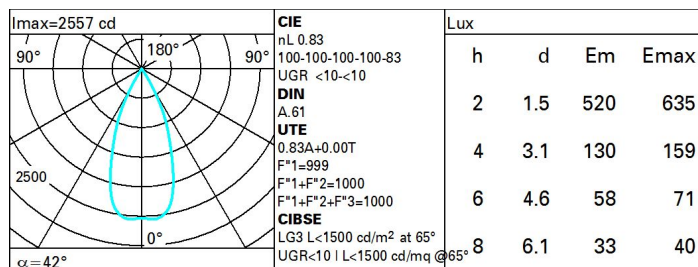 Imax=2557 cd
90°
180°
90°
2500
0°
α=42°
CIE
nL 0.83
100-100-100-100-83
UGR <10-<10
DIN
A.61
UTE
0.83A+0.00T
F"1=999
F"1+F"2=1000
F"1+F"2+F"3=1000
CIBSE
LG3 L<1500 cd/m² at 65°
UGR<10 | L<1500 cd/mq @65°
Lux
h d Em Emax
2 1.5 520 635
4 3.1 130 159
6 4.6 58 71
8 6.1 33 40